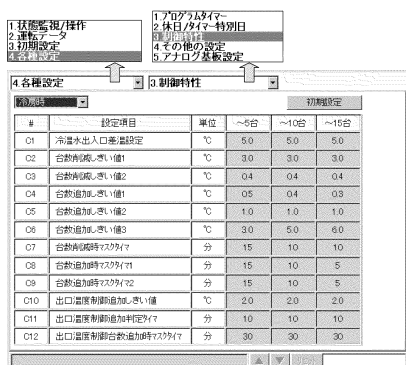 1.状態監視/操作
2.運転データ
3.初期設定
4.各種設定
1.プログラムタイマー
2.休日/タイマー特別日
3.制御特性
4.その他の設定
5.アナログ基板設定
4.各種設定 3.制御特性
冷房時 初期設定
# 設定項目 単位 ～5台 ～10台 ～15台
C1 冷温水出入口差温設定 ℃ 5.0 5.0 5.0
C2 台数削減しきい値1 ℃ 3.0 3.0 3.0
C3 台数削減しきい値2 ℃ 0.4 0.4 0.4
C4 台数追加しきい値1 ℃ 0.5 0.4 0.3
C5 台数追加しきい値2 ℃ 1.0 1.0 1.0
C6 台数追加しきい値3 ℃ 3.0 5.0 6.0
C7 台数削減時マスクタイマ 分 15 10 10
C8 台数追加時マスクタイマ1 分 15 10 5
C9 台数追加時マスクタイマ2 分 15 10 5
C10 出口温度制御追加しきい値 ℃ 2.0 2.0 2.0
C11 出口温度制御追加判定タイマ 分 10 10 10
C12 出口温度制御台数追加時マスクタイマ 分 30 30 30